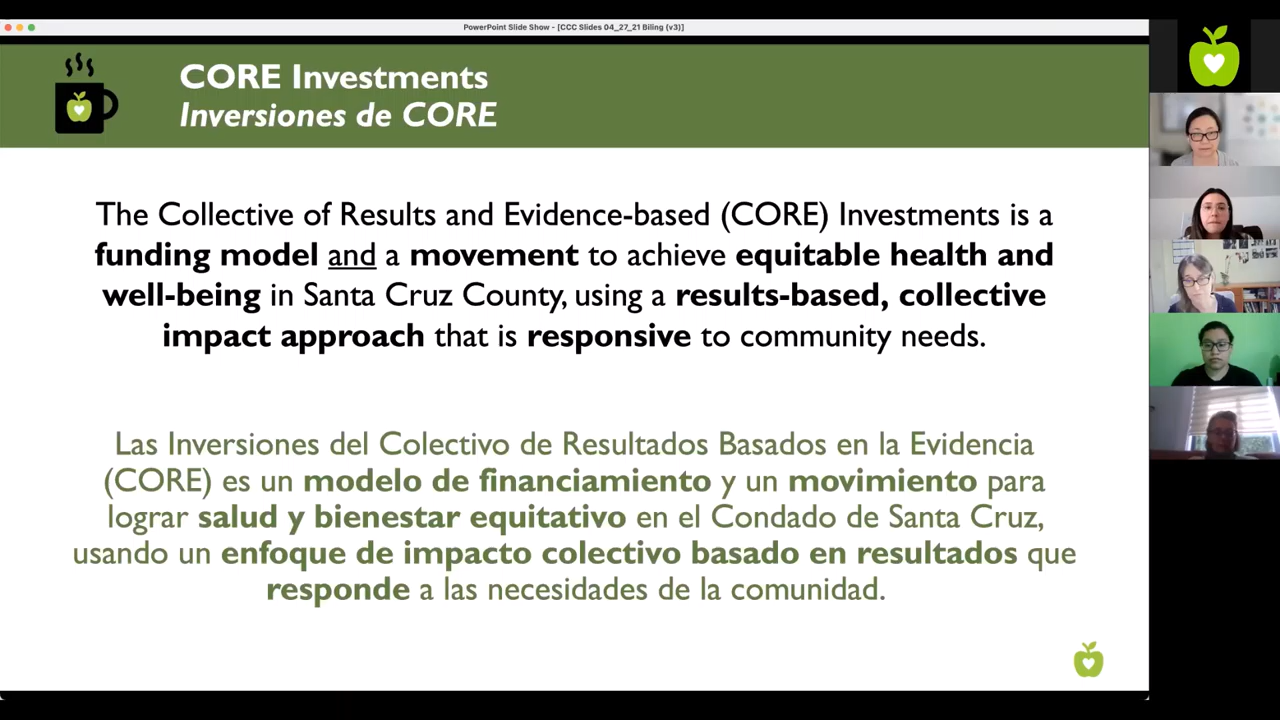 PowerPoint Slide Show - [CCC Slides 04_27_21 Biling (v3)]
CORE Investments
Inversiones de CORE
The Collective of Results and Evidence-based (CORE) Investments is a
funding model and a movement to achieve equitable health and
well-being in Santa Cruz County, using a results-based, collective
impact approach that is responsive to community needs.
Las Inversiones del Colectivo de Resultados Basados en la Evidencia
(CORE) es un modelo de financiamiento y un movimiento para
lograr salud y bienestar equitativo en el Condado de Santa Cruz,
usando un enfoque de impacto colectivo basado en resultados que
responde a las necesidades de la comunidad.